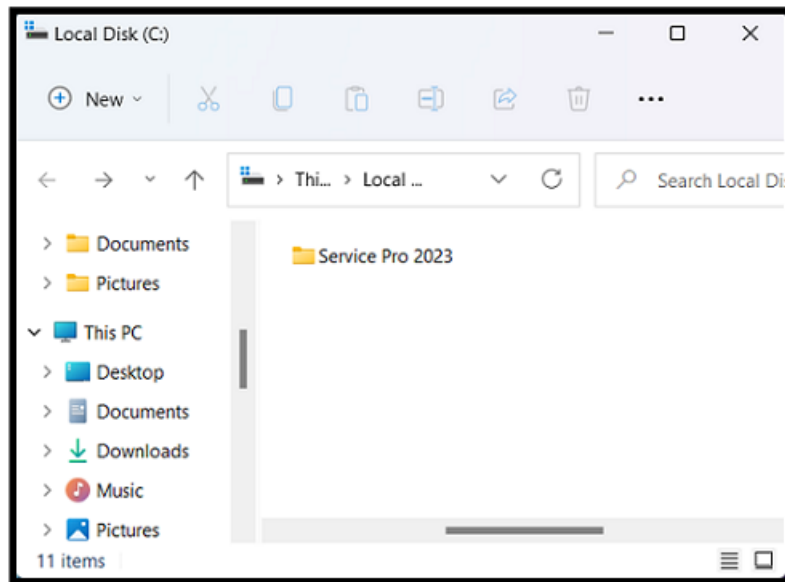 Local Disk (C:)
New
Thi... > Local ...
Search Local Di
Documents
Pictures
This PC
Desktop
Documents
Downloads
Music
Pictures
Service Pro 2023
11 items